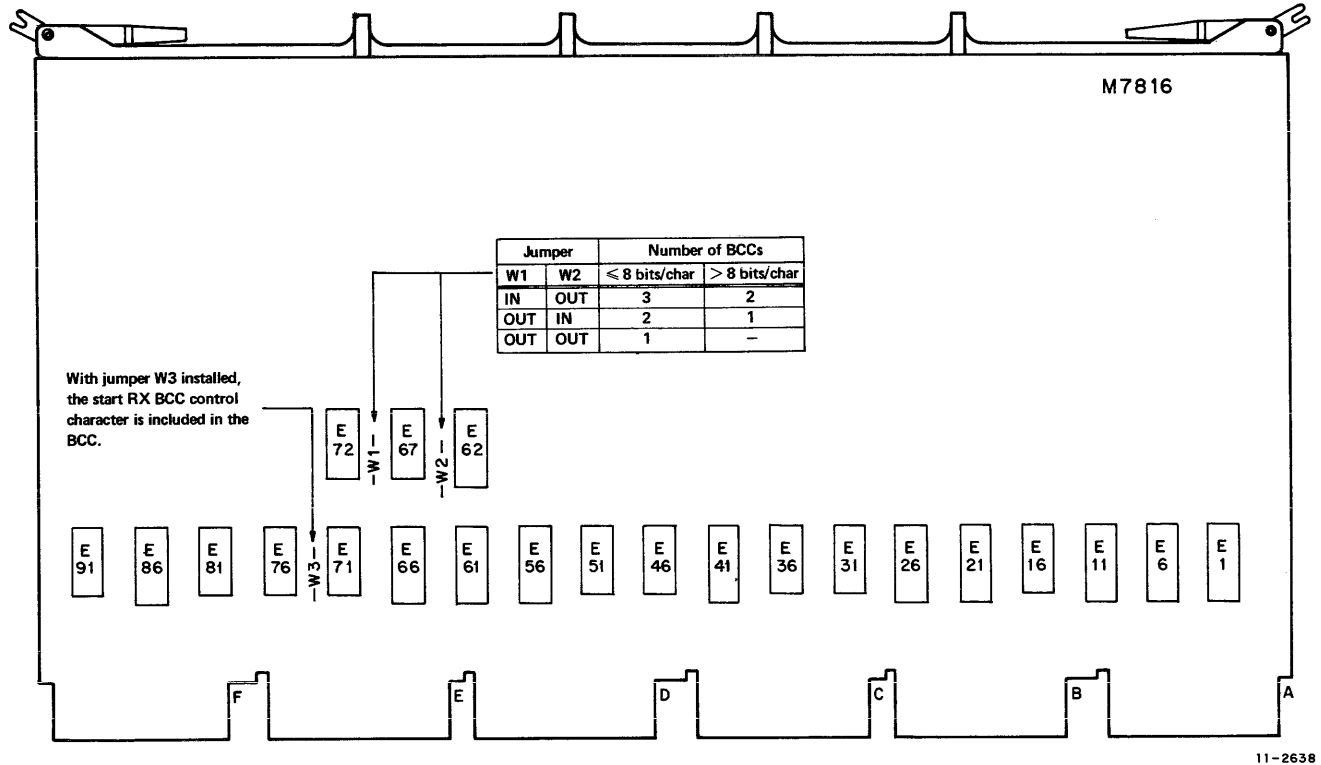 M7816
Jumper Number of BCCs
W1 W2 ⩽ 8 bits/char > 8 bits/char
IN OUT 3 2
OUT IN 2 1
OUT OUT 1 –
With jumper W3 installed,
the start RX BCC control
character is included in the
BCC.
E 72
W1
E 67
W2
E 62
E 91
E 86
E 81
E 76
W3
E 71
E 66
E 61
E 56
E 51
E 46
E 41
E 36
E 31
E 26
E 21
E 16
E 11
E 6
E 1
F E D C B A
11-2638